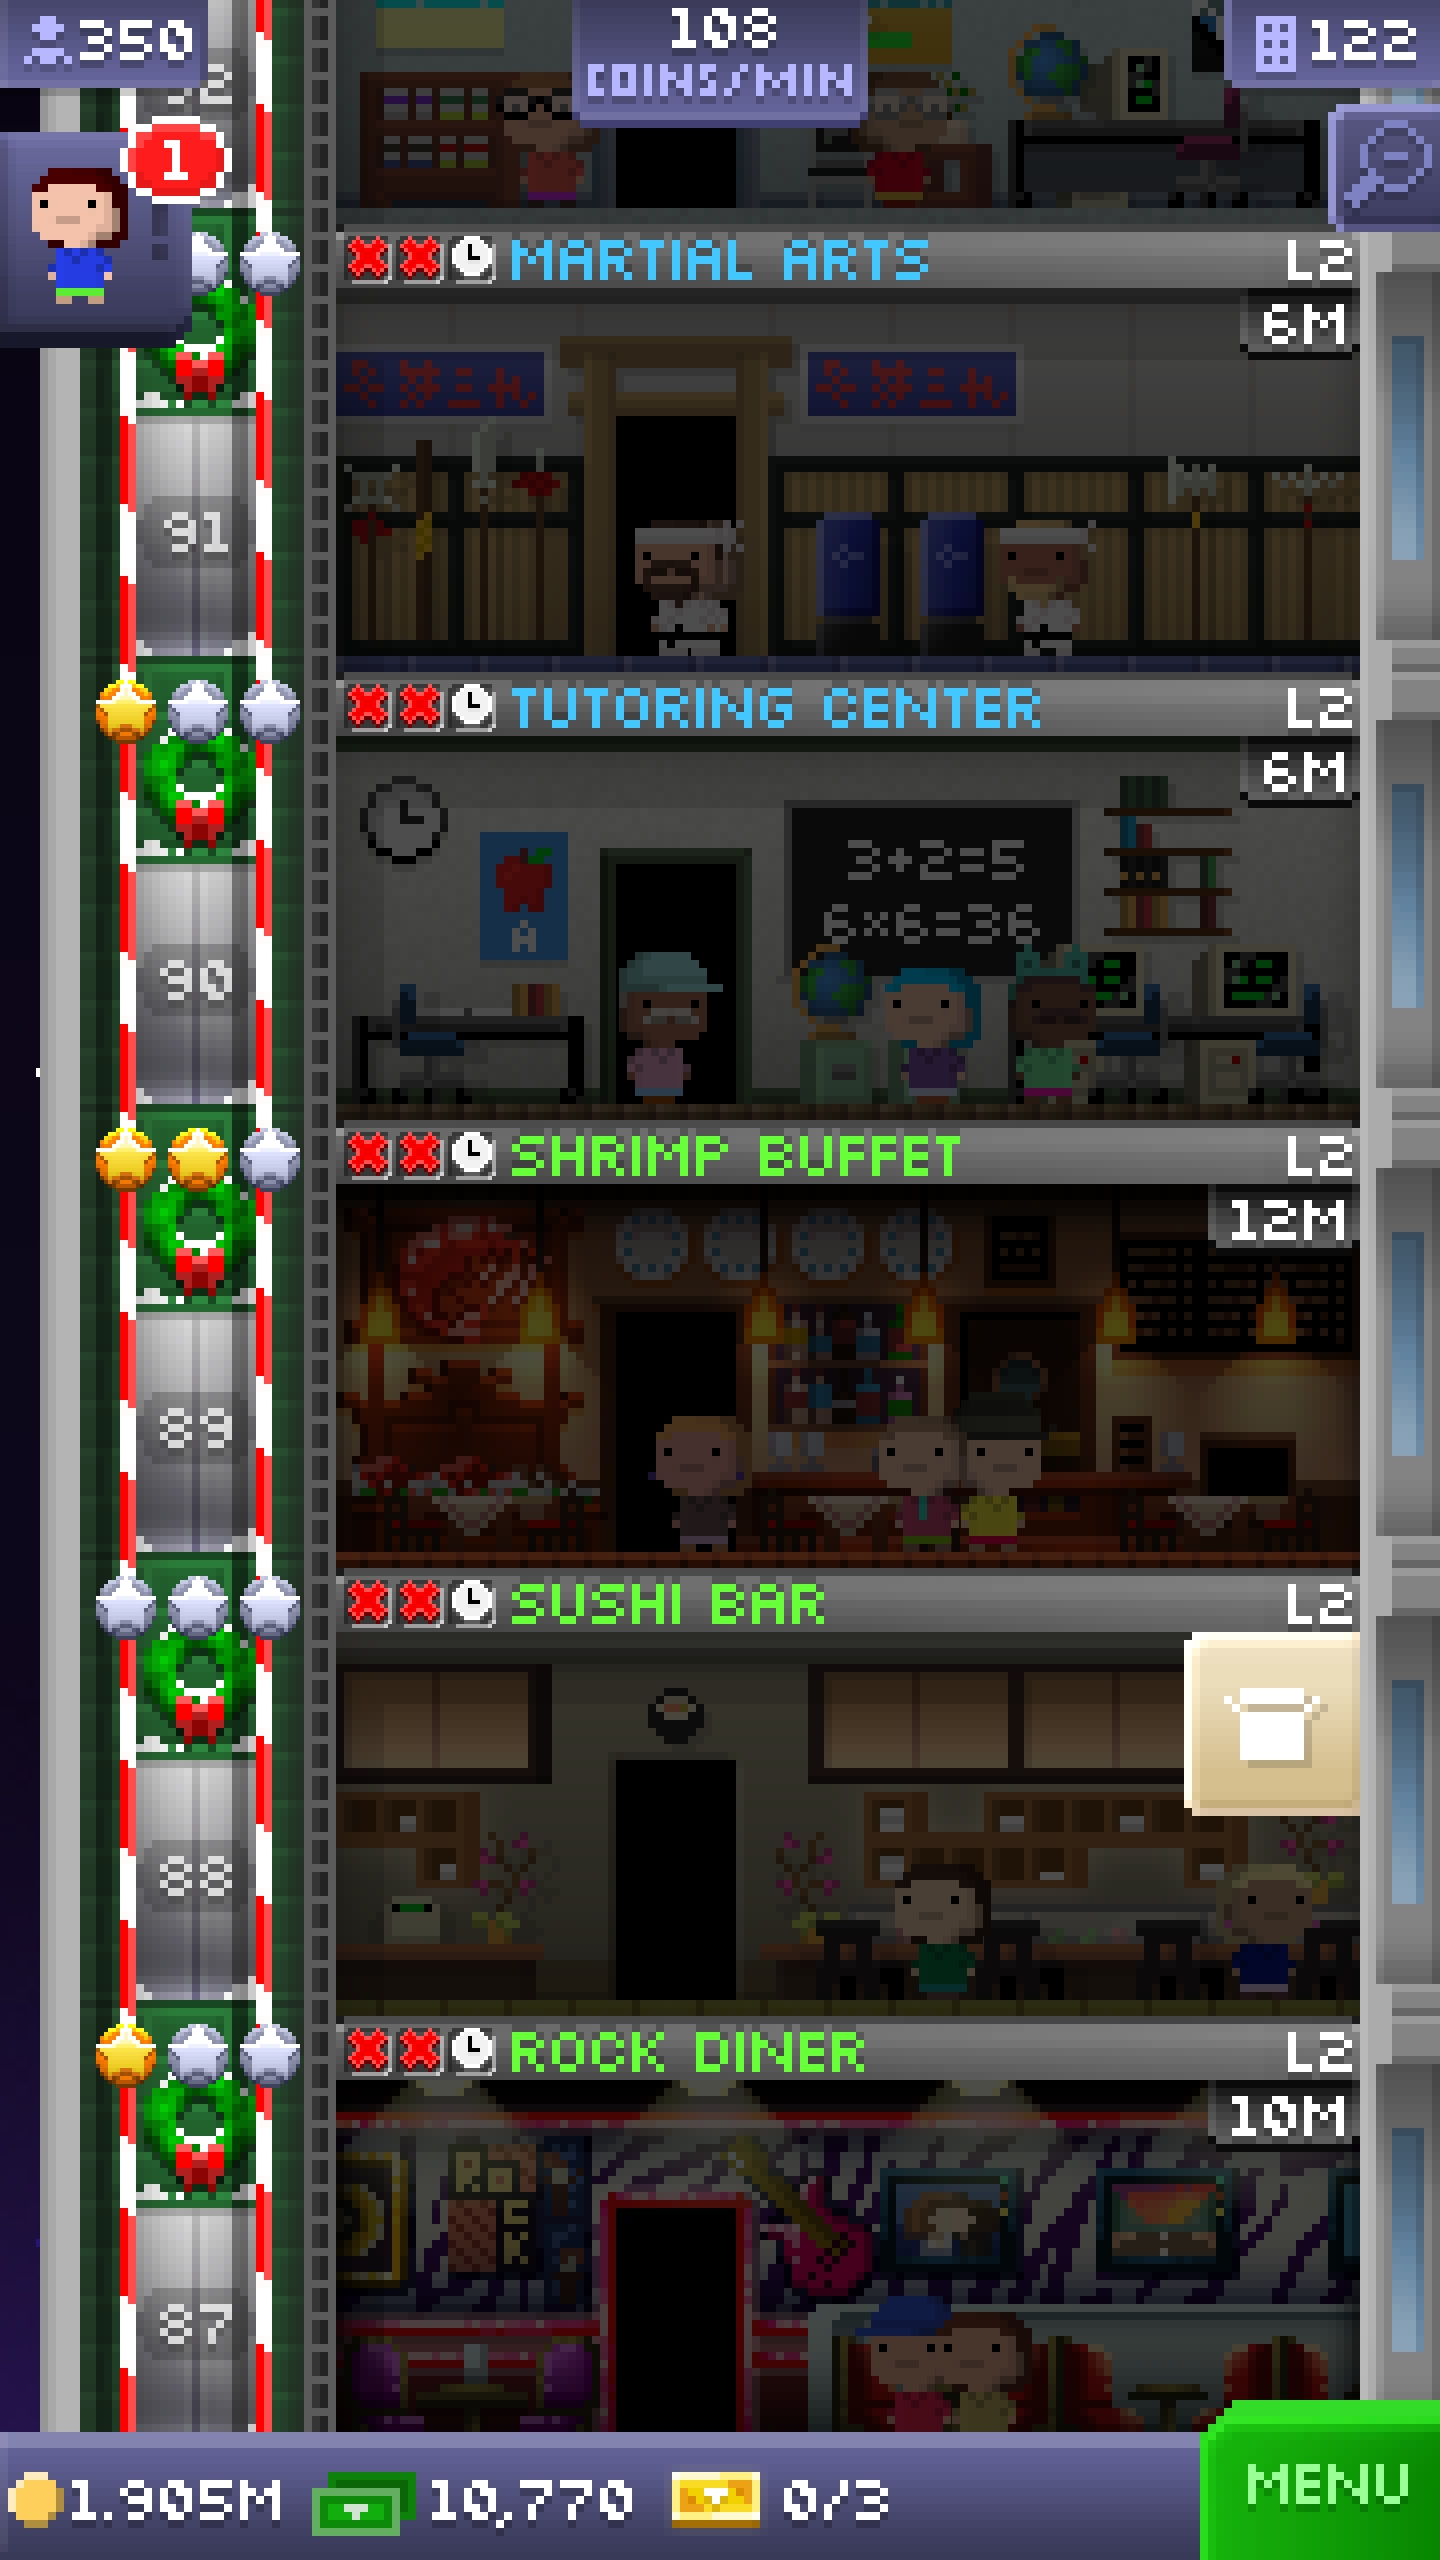 350
108
COINS/MIN
122
1
MARTIAL ARTS
L2
6M
91
TUTORING CENTER
L2
6M
3+2=5
6×6=36
A
90
SHRIMP BUFFET
L2
12M
89
SUSHI BAR
L2
88
ROCK DINER
L2
10M
87
1.905M
10,770
0/3
MENU